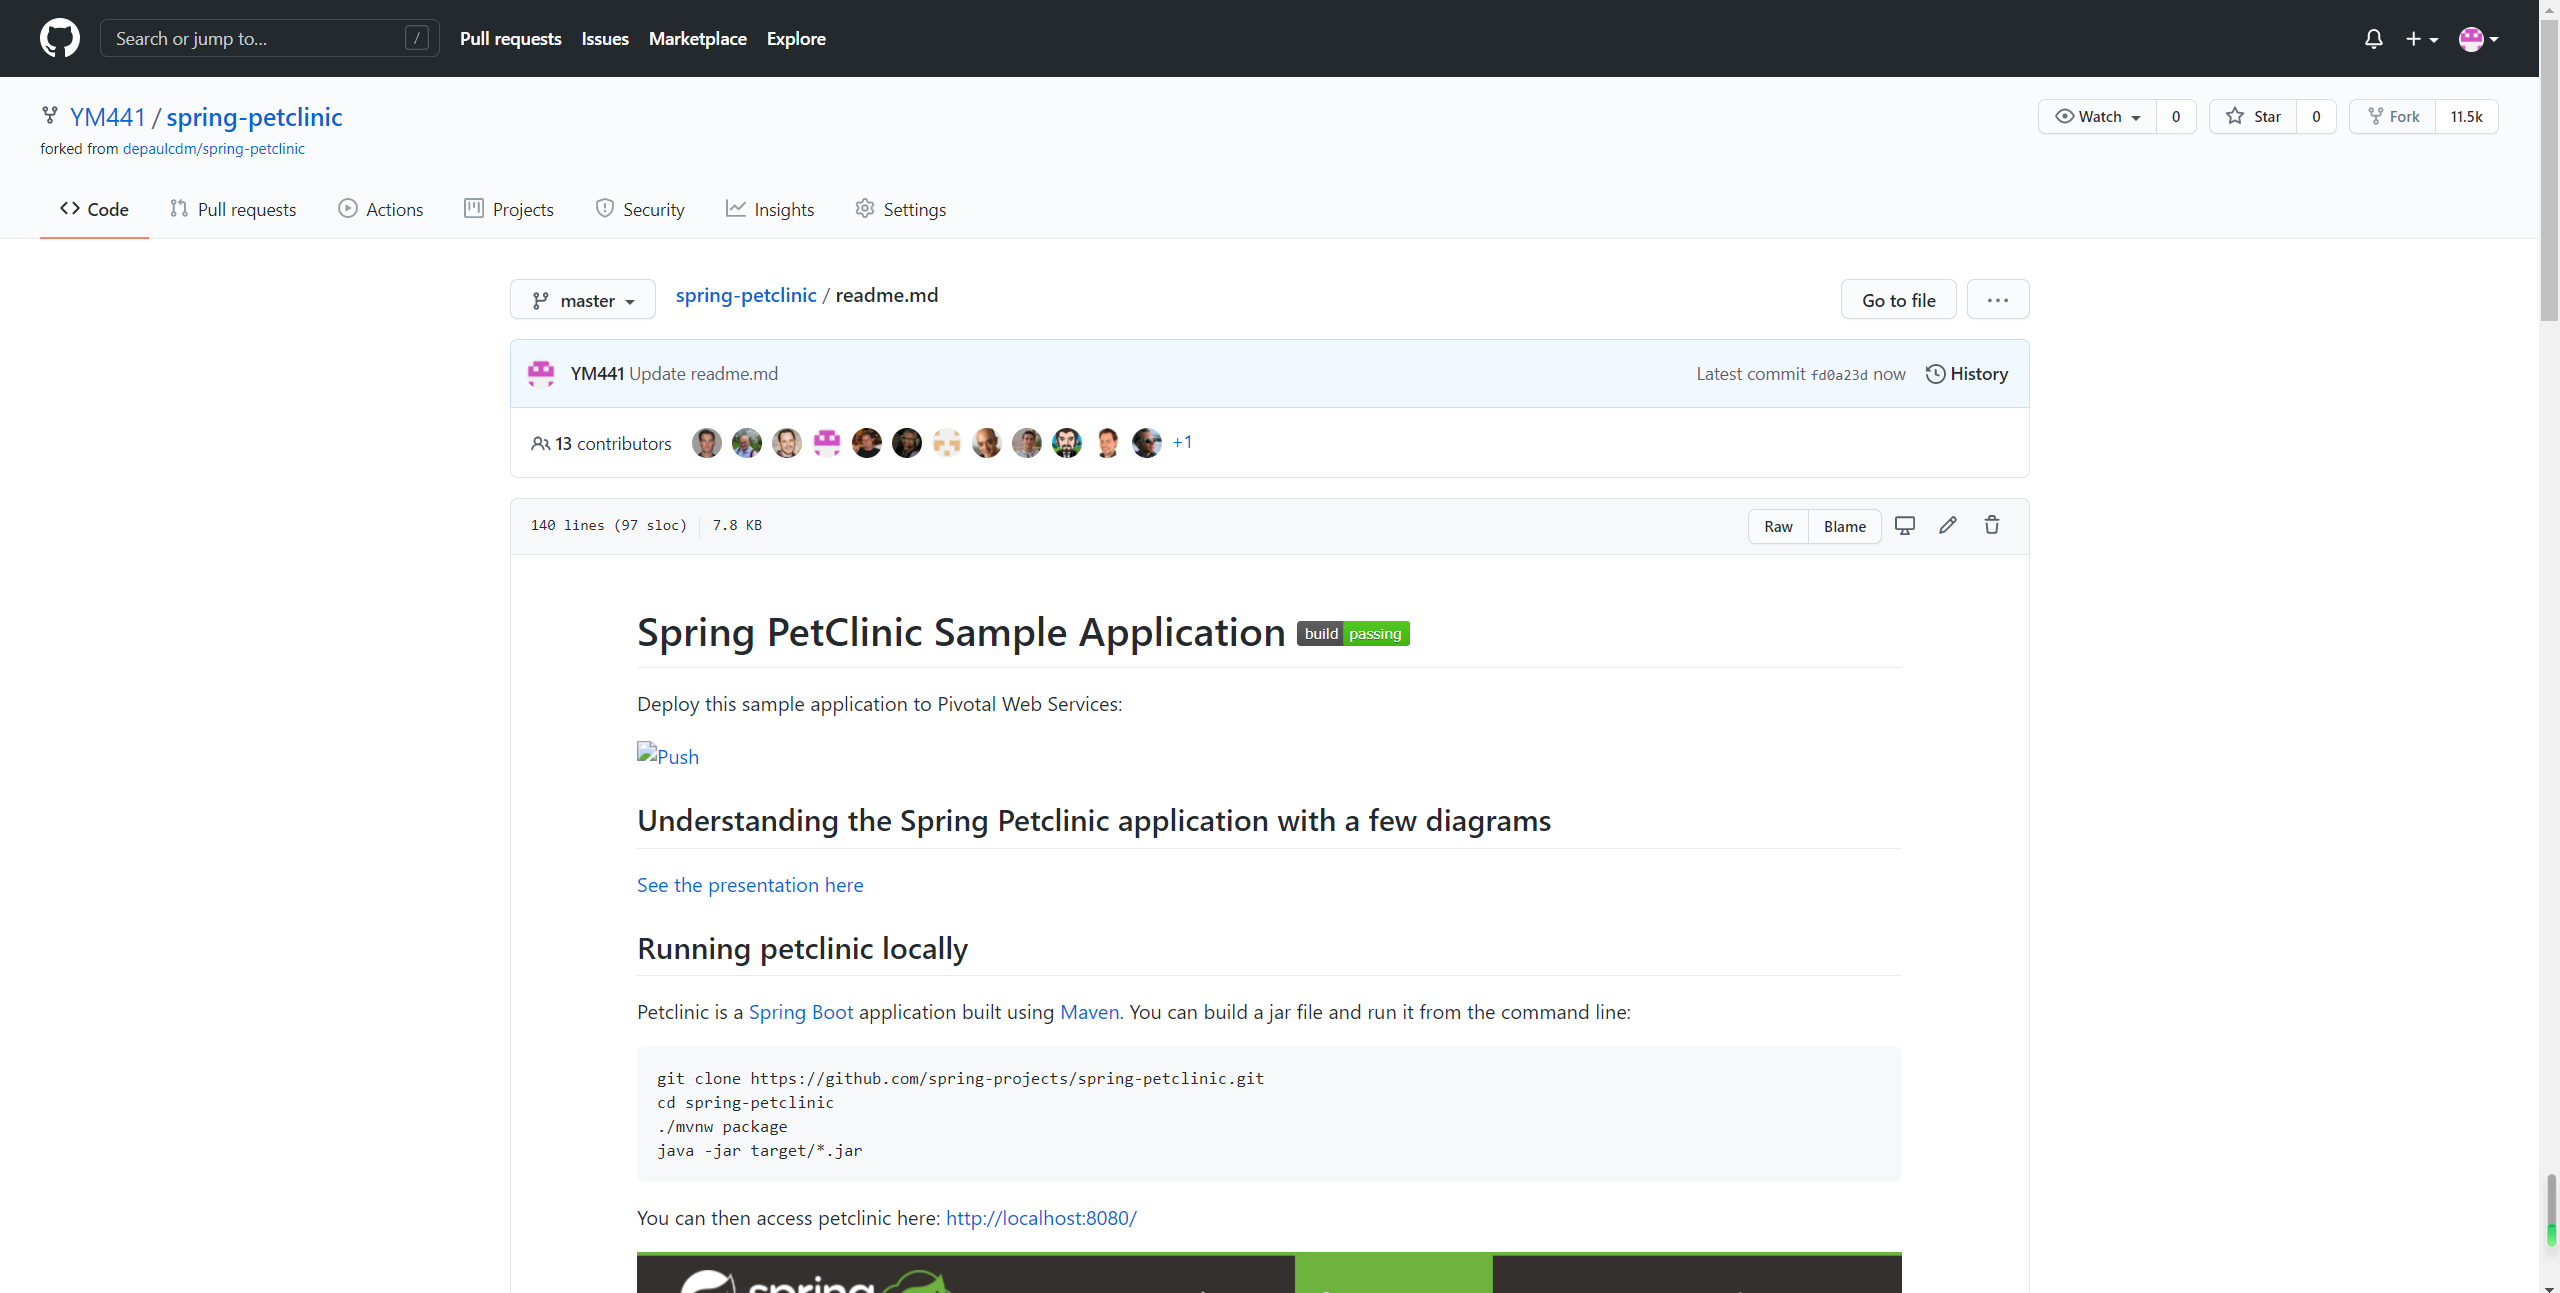 Search or jump to... /
Pull requests Issues Marketplace Explore
YM441 / spring-petclinic
forked from depaulcdm/spring-petclinic
Watch 0 Star 0 Fork 11.5k
Code Pull requests Actions Projects Security Insights Settings
master spring-petclinic / readme.md Go to file ...
YM441 Update readme.md Latest commit fd0a23d now History
13 contributors +1
140 lines (97 sloc) 7.8 KB Raw Blame
Spring PetClinic Sample Application build passing
Deploy this sample application to Pivotal Web Services:
Push
Understanding the Spring Petclinic application with a few diagrams
See the presentation here
Running petclinic locally
Petclinic is a Spring Boot application built using Maven. You can build a jar file and run it from the command line:
git clone https://github.com/spring-projects/spring-petclinic.git
cd spring-petclinic
./mvnw package
java -jar target/*.jar
You can then access petclinic here: http://localhost:8080/
spring